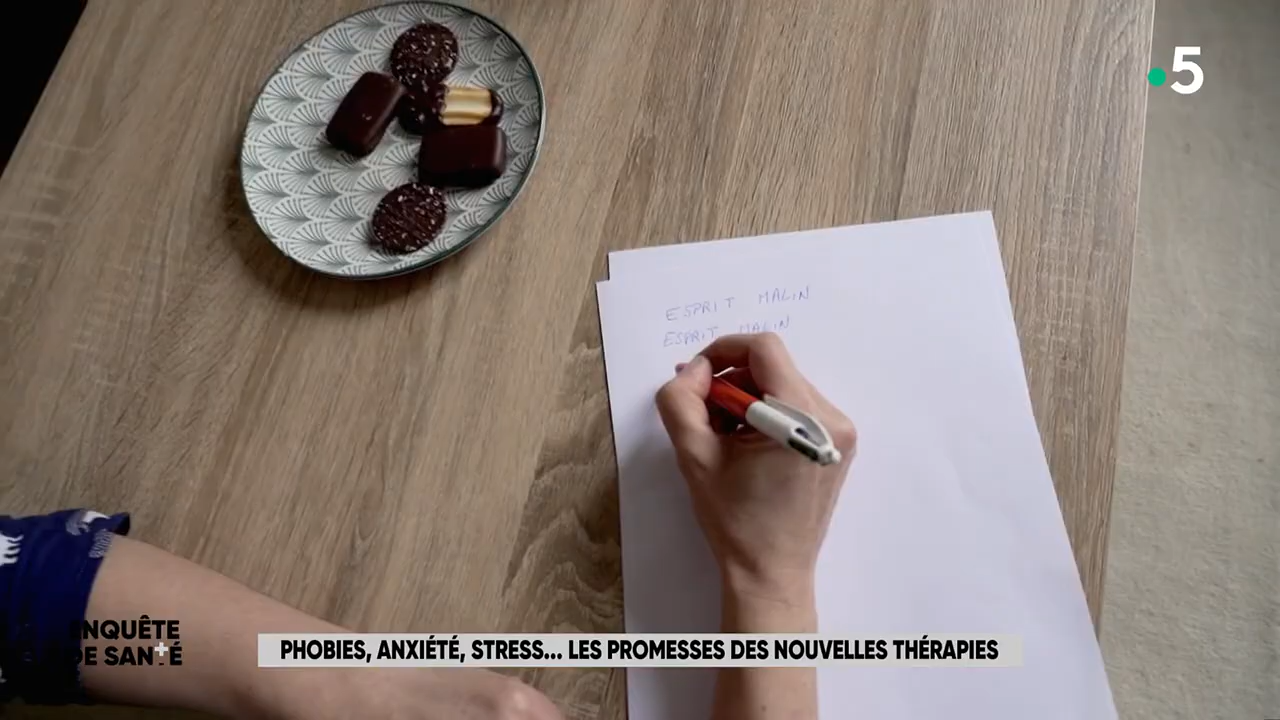 5
ESPRIT MALIN
ESPRIT MALIN
ENQUÊTE
DE SANTÉ
PHOBIES, ANXIÉTÉ, STRESS... LES PROMESSES DES NOUVELLES THÉRAPIES